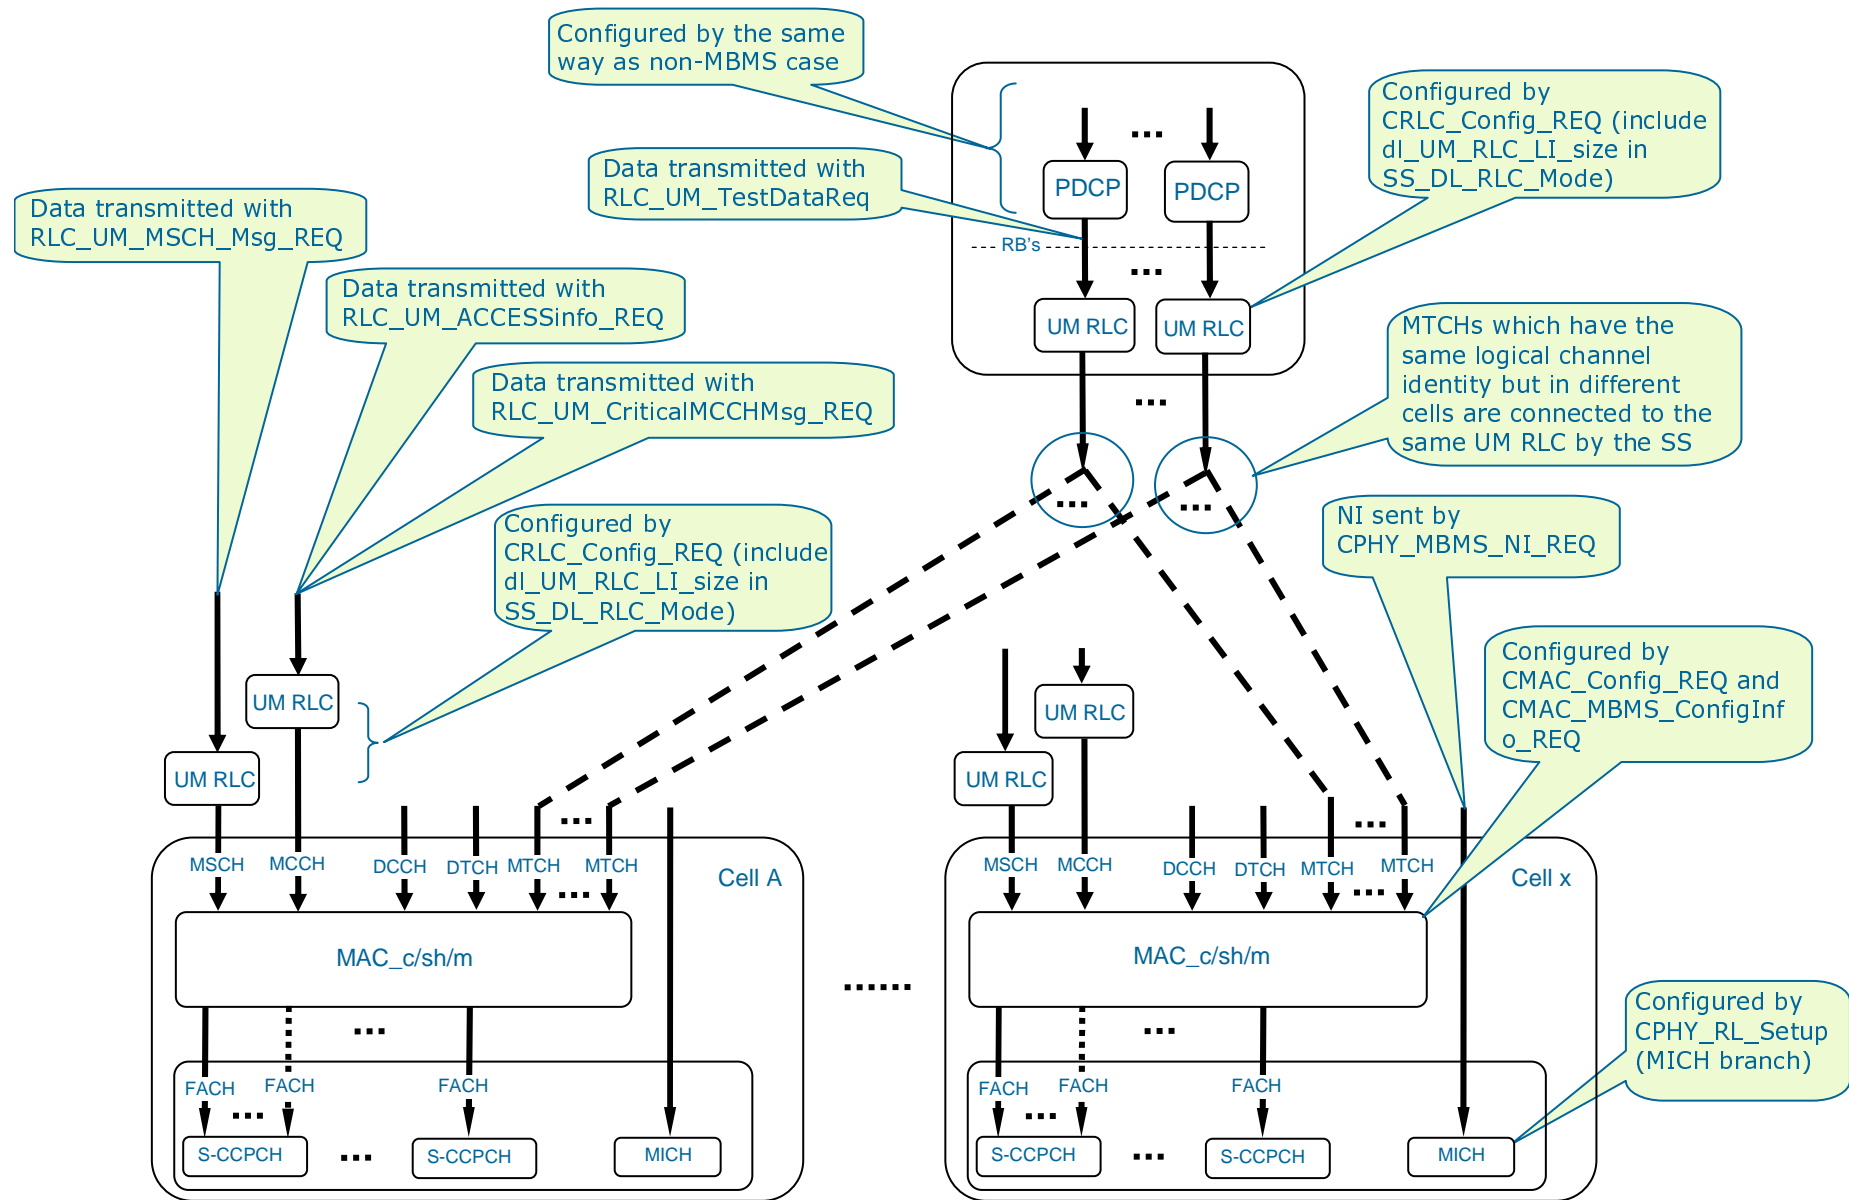 Configured by the same
way as non-MBMS case
Data transmitted with
RLC_UM_TestDataReq
Configured by
CRLC_Config_REQ (include
dl_UM_RLC_LI_size in
SS_DL_RLC_Mode)
PDCP
PDCP
RB's
UM RLC
UM RLC
Data transmitted with
RLC_UM_MSCH_Msg_REQ
Data transmitted with
RLC_UM_ACCESSinfo_REQ
Data transmitted with
RLC_UM_CriticalMCCHMsg_REQ
MTCHs which have the
same logical channel
identity but in different
cells are connected to the
same UM RLC by the SS
Configured by
CRLC_Config_REQ (include
dl_UM_RLC_LI_size in
SS_DL_RLC_Mode)
NI sent by
CPHY_MBMS_NI_REQ
Configured by
CMAC_Config_REQ and
CMAC_MBMS_ConfigInf
o_REQ
UM RLC
UM RLC
UM RLC
UM RLC
MSCH
MCCH
DCCH
DTCH
MTCH
MTCH
Cell A
MAC_c/sh/m
FACH
FACH
FACH
S-CCPCH
S-CCPCH
MICH
MSCH
MCCH
DCCH
DTCH
MTCH
MTCH
Cell x
MAC_c/sh/m
FACH
FACH
FACH
S-CCPCH
S-CCPCH
MICH
Configured by
CPHY_RL_Setup
(MICH branch)